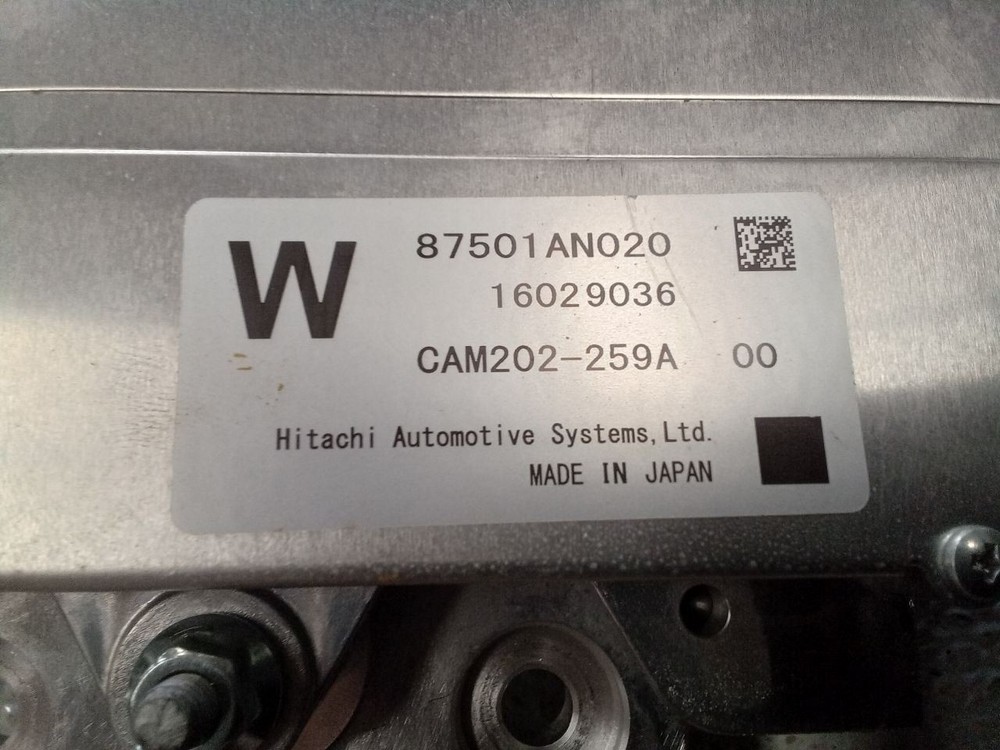 W
87501AN020
16029036
CAM202-259A 00
Hitachi Automotive Systems,Ltd.
MADE IN JAPAN